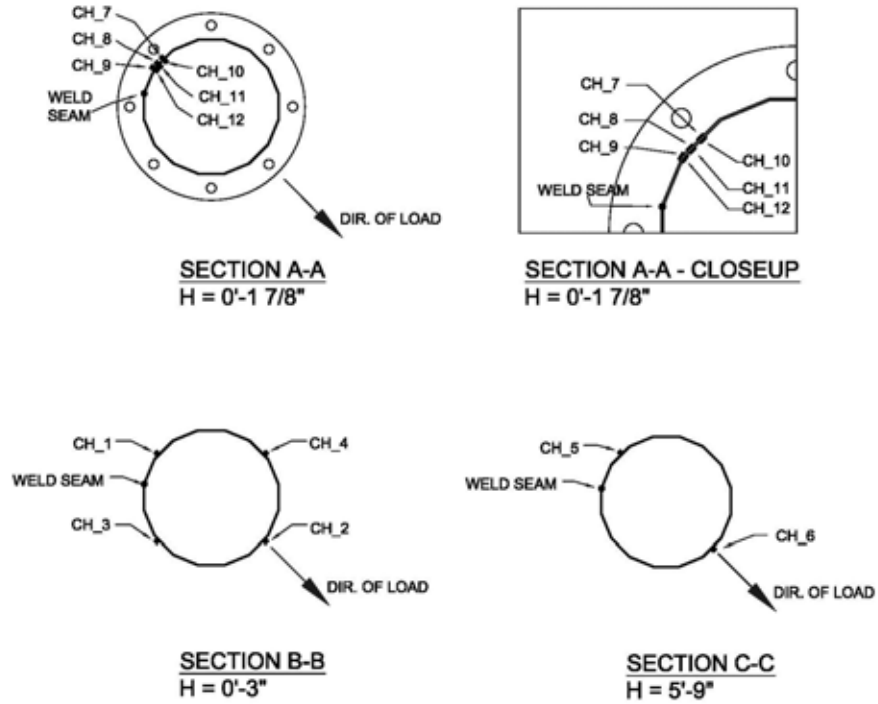 CH_7
CH_8
CH_9
CH_10
CH_11
CH_12
WELD
SEAM
DIR. OF LOAD
SECTION A-A
H = 0'-1 7/8"
CH_7
CH_8
CH_9
CH_10
CH_11
CH_12
WELD SEAM
SECTION A-A - CLOSEUP
H = 0'-1 7/8"
CH_1
CH_4
WELD SEAM
CH_3
CH_2
DIR. OF LOAD
SECTION B-B
H = 0'-3"
CH_5
WELD SEAM
CH_6
DIR. OF LOAD
SECTION C-C
H = 5'-9"